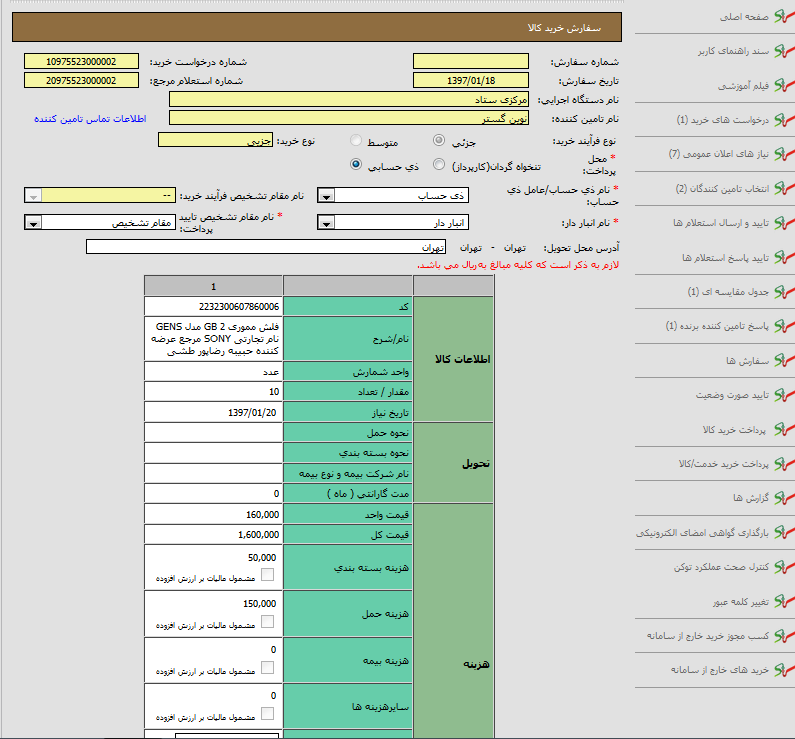 صفحه اصلی
سند راهنمای کاربر
فیلم آموزشی
درخواست های خرید (1)
نیاز های اعلان عمومی (7)
انتخاب تامین کنندگان (2)
تایید و ارسال استعلام ها
تایید پاسخ استعلام ها
جدول مقایسه ای (1)
پاسخ تامین کننده برنده (1)
سفارش ها
تایید صورت وضعیت
پرداخت خرید کالا
پرداخت خرید خدمت/کالا
گزارش ها
بارگذاری گواهی امضای الکترونیکی
کنترل صحت عملکرد توکن
تغییر کلمه عبور
کسب مجوز خرید خارج از سامانه
خرید های خارج از سامانه
سفارش خرید کالا
شماره سفارش: شماره درخواست خرید: 10975523000002
تاریخ سفارش: 1397/01/18 شماره استعلام مرجع: 20975523000002
نام دستگاه اجرایی: مرکزی ستاد
نام تامین کننده: نوین گستر اطلاعات تماس تامین کننده
نوع فرآیند خرید: جزئي متوسط نوع خرید: جزیی
* محل پرداخت: تنخواه گردان(کارپرداز) ذي حسابي
* نام ذي حساب/عامل ذي حساب: ذی حساب نام مقام تشخیص فرآیند خرید: --
* نام انبار دار: انبار دار * نام مقام تشخیص تایید پرداخت: مقام تشخیص
آدرس محل تحویل: تهران - تهران تهران
لازم به ذکر است که کلیه مبالغ به ریال می باشد.
1
اطلاعات کالا
کد 2232300607860006
نام/شرح فلش مموری GB 2 مدل GENS
نام تجارتی SONY مرجع عرضه
کننده حبیبه رضاپور طشی
واحد شمارش عدد
مقدار / تعداد 10
تاریخ نیاز 1397/01/20
تحویل
نحوه حمل
نحوه بسته بندي
نام شرکت بیمه و نوع بیمه
مدت گارانتی ( ماه ) 0
هزینه
قیمت واحد 160,000
قیمت کل 1,600,000
هزینه بسته بندي 50,000
مشمول مالیات بر ارزش افزوده
هزینه حمل 150,000
مشمول مالیات بر ارزش افزوده
هزینه بیمه 0
مشمول مالیات بر ارزش افزوده
سایرهزینه ها 0
مشمول مالیات بر ارزش افزوده